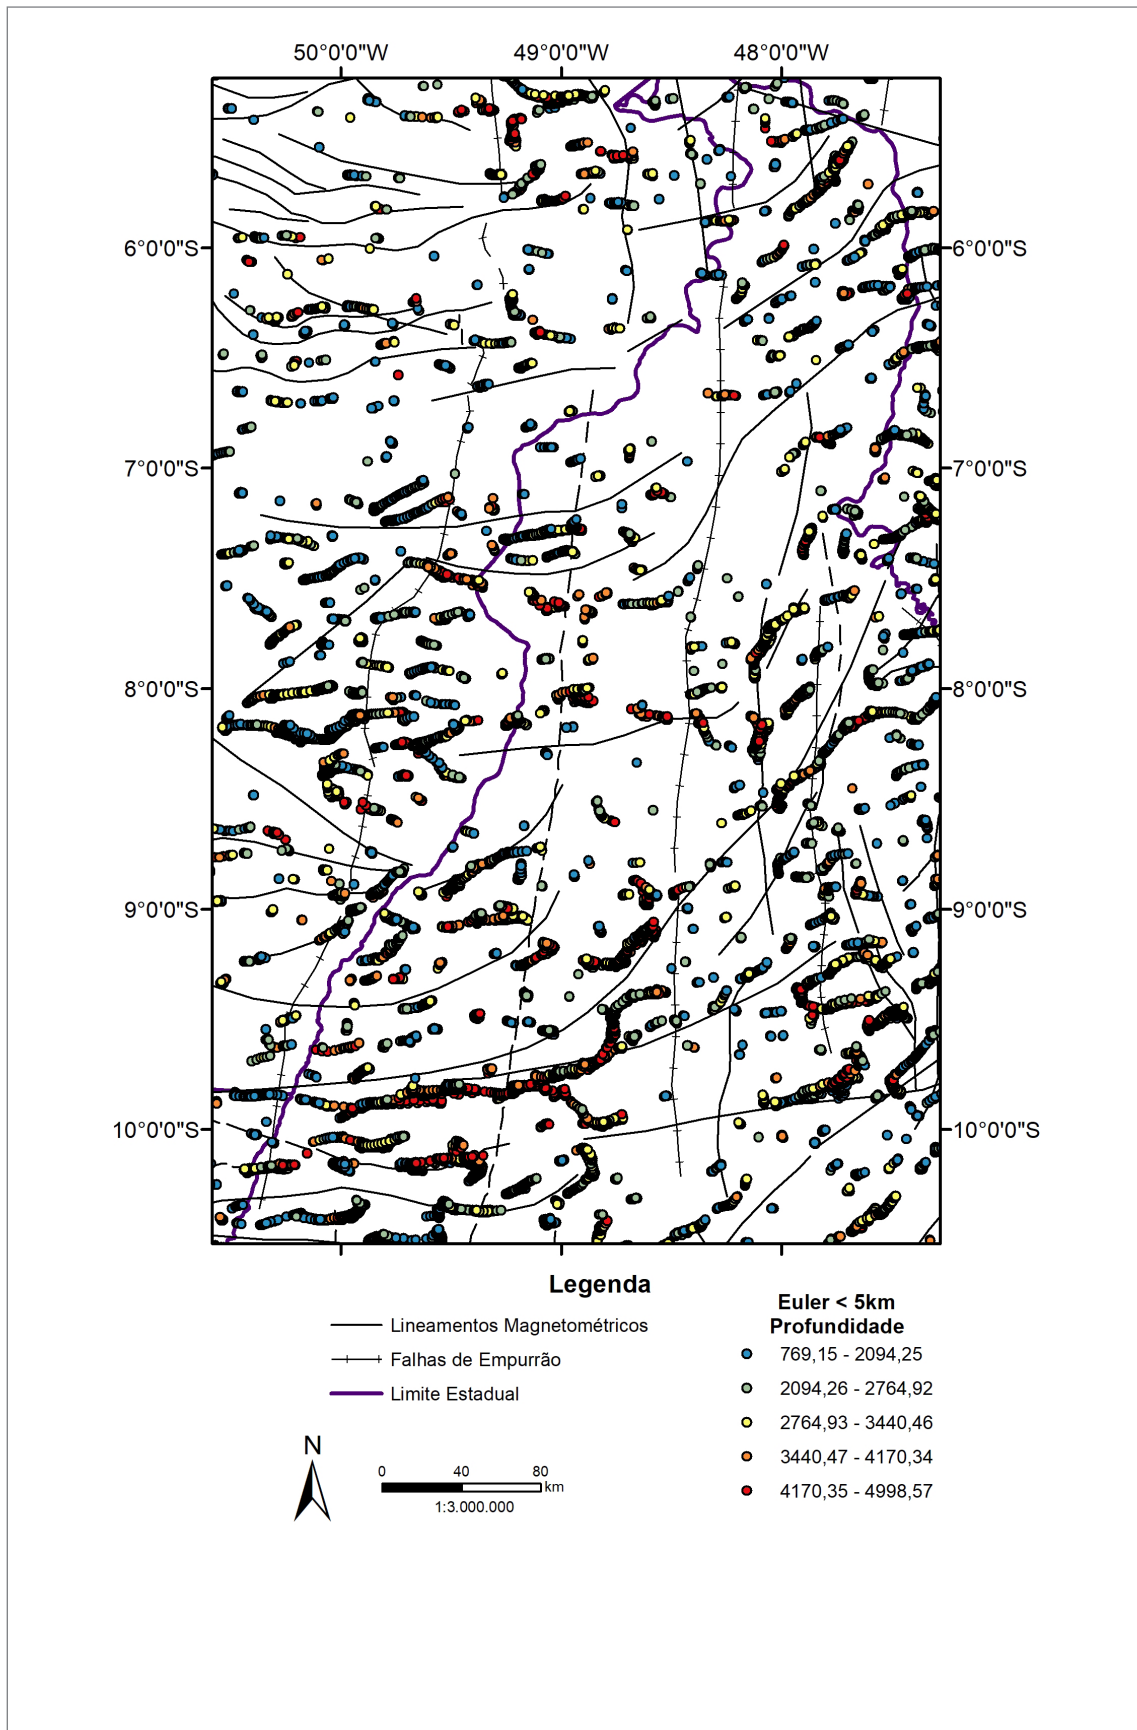 50°0'0"W 49°0'0"W 48°0'0"W
6°0'0"S 6°0'0"S
7°0'0"S 7°0'0"S
8°0'0"S 8°0'0"S
9°0'0"S 9°0'0"S
10°0'0"S 10°0'0"S
Legenda
Lineamentos Magnetométricos
Falhas de Empurrão
Limite Estadual
Euler < 5km
Profundidade
769,15 - 2094,25
2094,26 - 2764,92
2764,93 - 3440,46
3440,47 - 4170,34
4170,35 - 4998,57
N
0 40 80
km
1:3.000.000